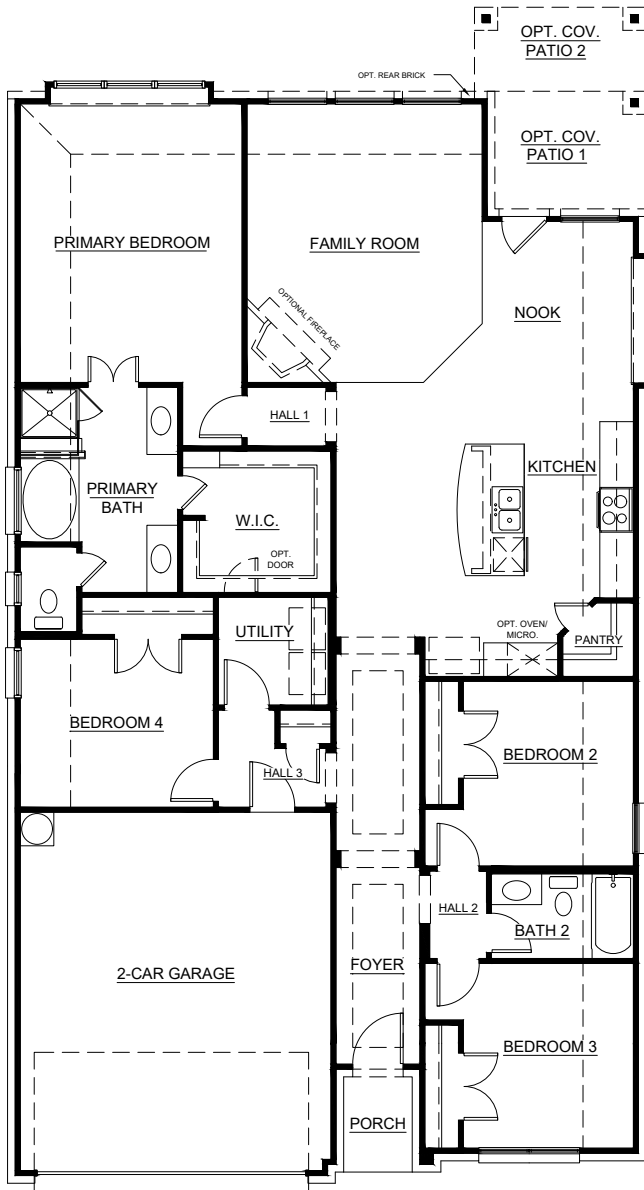 OPT. COV.
PATIO 2
OPT. REAR BRICK
OPT. COV.
PATIO 1
PRIMARY BEDROOM
FAMILY ROOM
OPTIONAL FIREPLACE
NOOK
HALL 1
KITCHEN
PRIMARY
BATH
W.I.C.
OPT.
DOOR
UTILITY
OPT. OVEN/
MICRO.
PANTRY
BEDROOM 4
BEDROOM 2
HALL 3
HALL 2
BATH 2
FOYER
2-CAR GARAGE
BEDROOM 3
PORCH